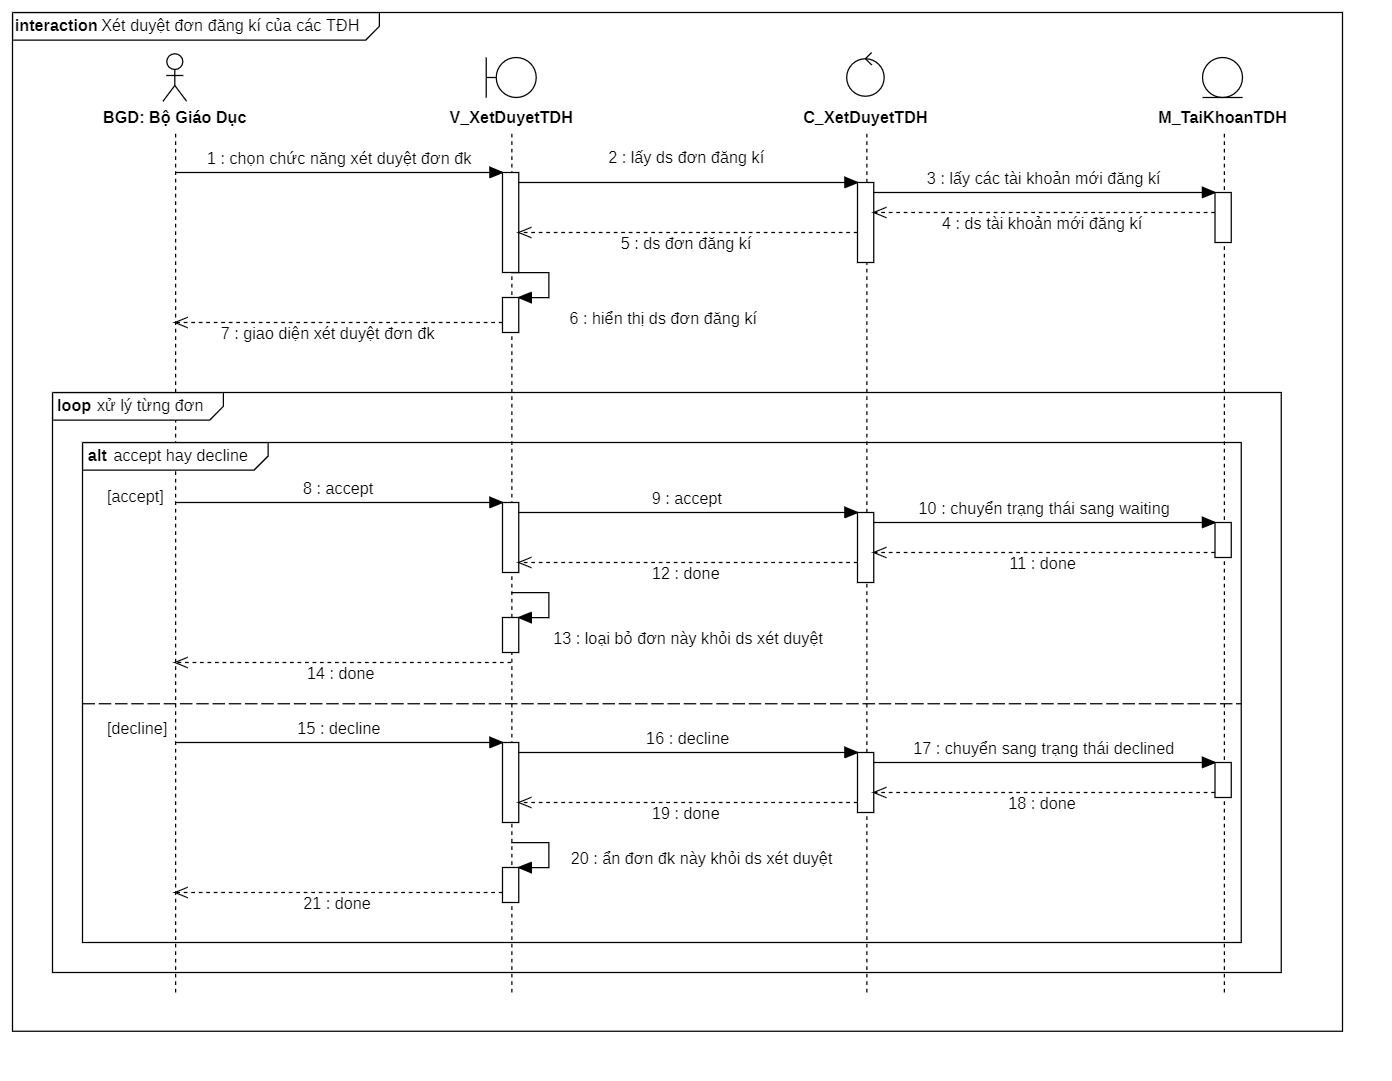 interaction Xét duyệt đơn đăng kí của các TĐH
BGD: Bộ Giáo Dục
V_XetDuyetTDH
C_XetDuyetTDH
M_TaiKhoanTDH
1 : chọn chức năng xét duyệt đơn đk
2 : lấy ds đơn đăng kí
3 : lấy các tài khoản mới đăng kí
4 : ds tài khoản mới đăng kí
5 : ds đơn đăng kí
6 : hiển thị ds đơn đăng kí
7 : giao diện xét duyệt đơn đk
loop xử lý từng đơn
alt accept hay decline
[accept]
8 : accept
9 : accept
10 : chuyển trạng thái sang waiting
11 : done
12 : done
13 : loại bỏ đơn này khỏi ds xét duyệt
14 : done
[decline]
15 : decline
16 : decline
17 : chuyển sang trạng thái declined
18 : done
19 : done
20 : ẩn đơn đk này khỏi ds xét duyệt
21 : done